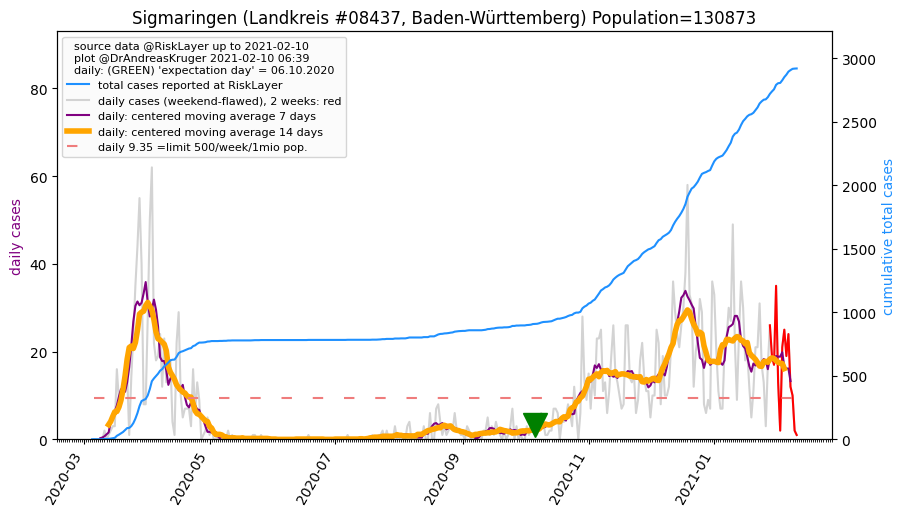 Sigmaringen (Landkreis #08437, Baden-Württemberg) Population=130873
source data @RiskLayer up to 2021-02-10
plot @DrAndreasKruger 2021-02-10 06:39
daily: (GREEN) 'expectation day' = 06.10.2020
total cases reported at RiskLayer
daily cases (weekend-flawed), 2 weeks: red
daily: centered moving average 7 days
daily: centered moving average 14 days
daily 9.35 =limit 500/week/1mio pop.
daily cases
80
60
40
20
0
cumulative total cases
3000
2500
2000
1500
1000
500
0
2020-03
2020-05
2020-07
2020-09
2020-11
2021-01